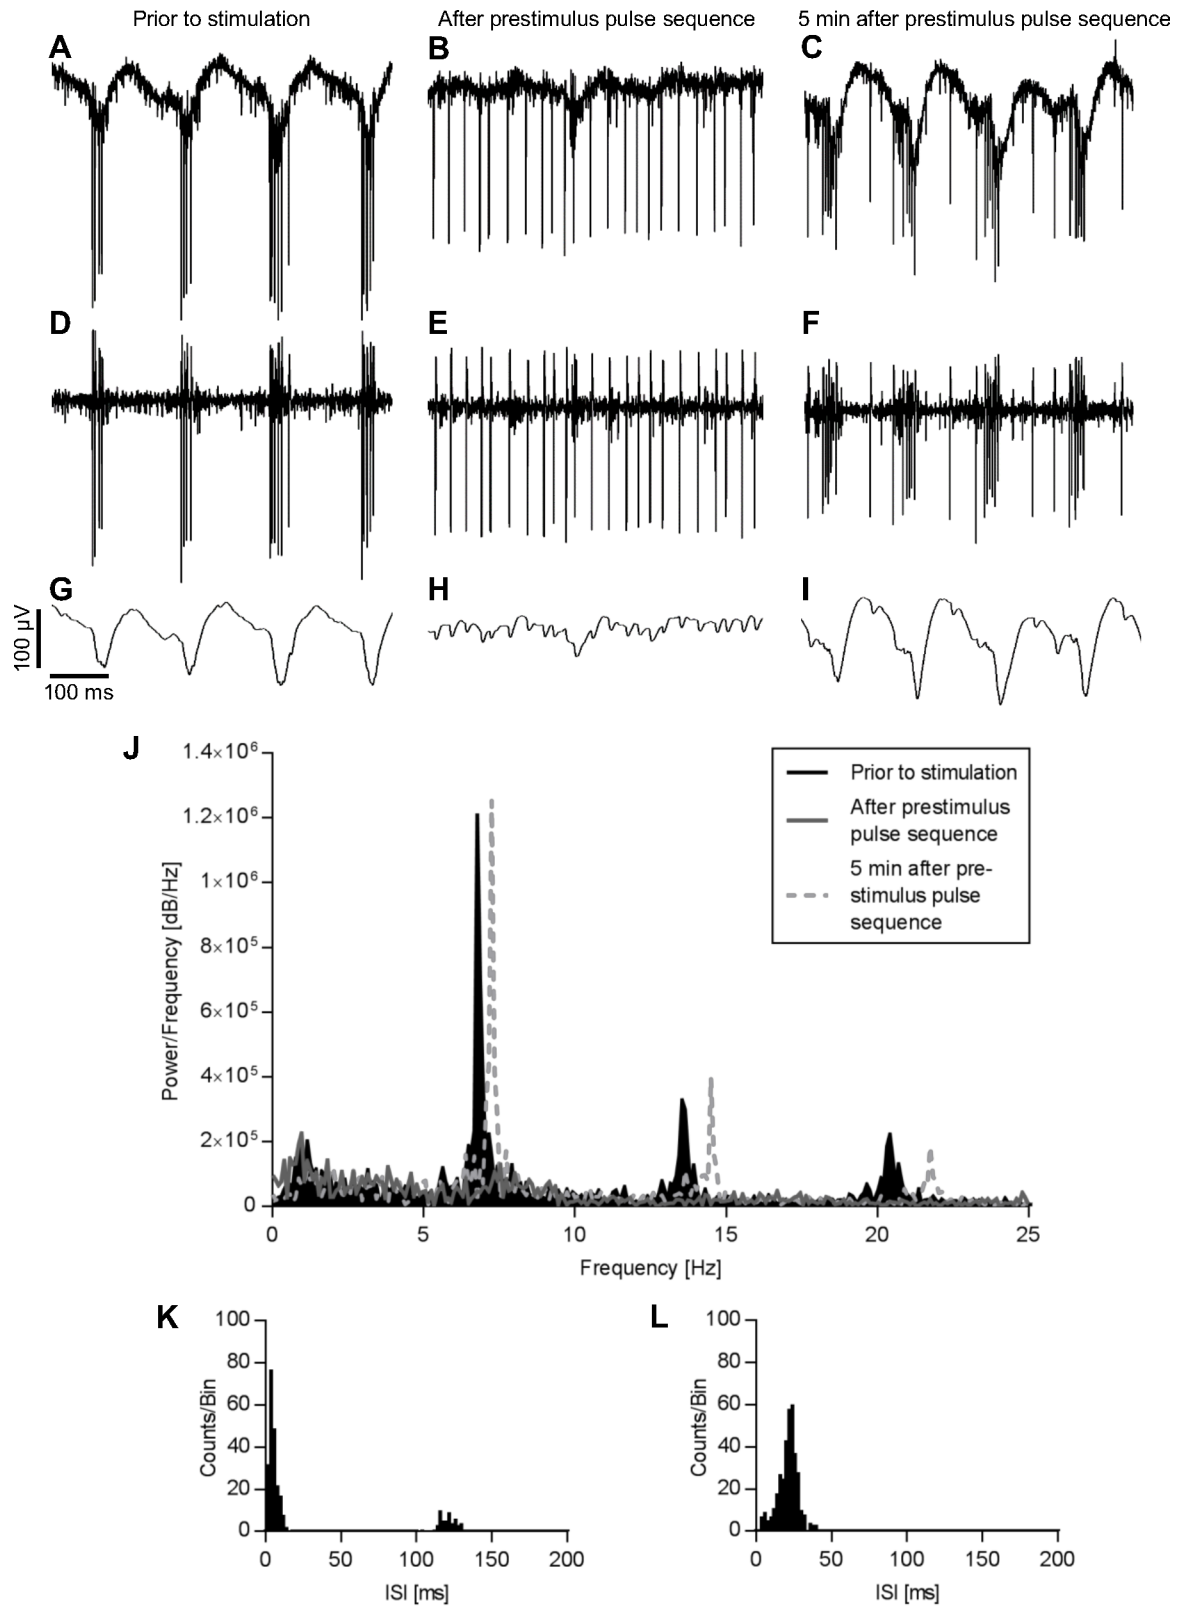 Prior to stimulation
After prestimulus pulse sequence
5 min after prestimulus pulse sequence
A
B
C
D
E
F
G
H
I
100 µV
100 ms
J
1.4×10⁶
1.2×10⁶
1×10⁶
8×10⁵
6×10⁵
4×10⁵
2×10⁵
0
Power/Frequency [dB/Hz]
0 5 10 15 20 25
Frequency [Hz]
Prior to stimulation
After prestimulus
pulse sequence
5 min after pre-
stimulus pulse
sequence
K
100
80
60
40
20
0
Counts/Bin
0 50 100 150 200
ISI [ms]
L
100
80
60
40
20
0
Counts/Bin
0 50 100 150 200
ISI [ms]